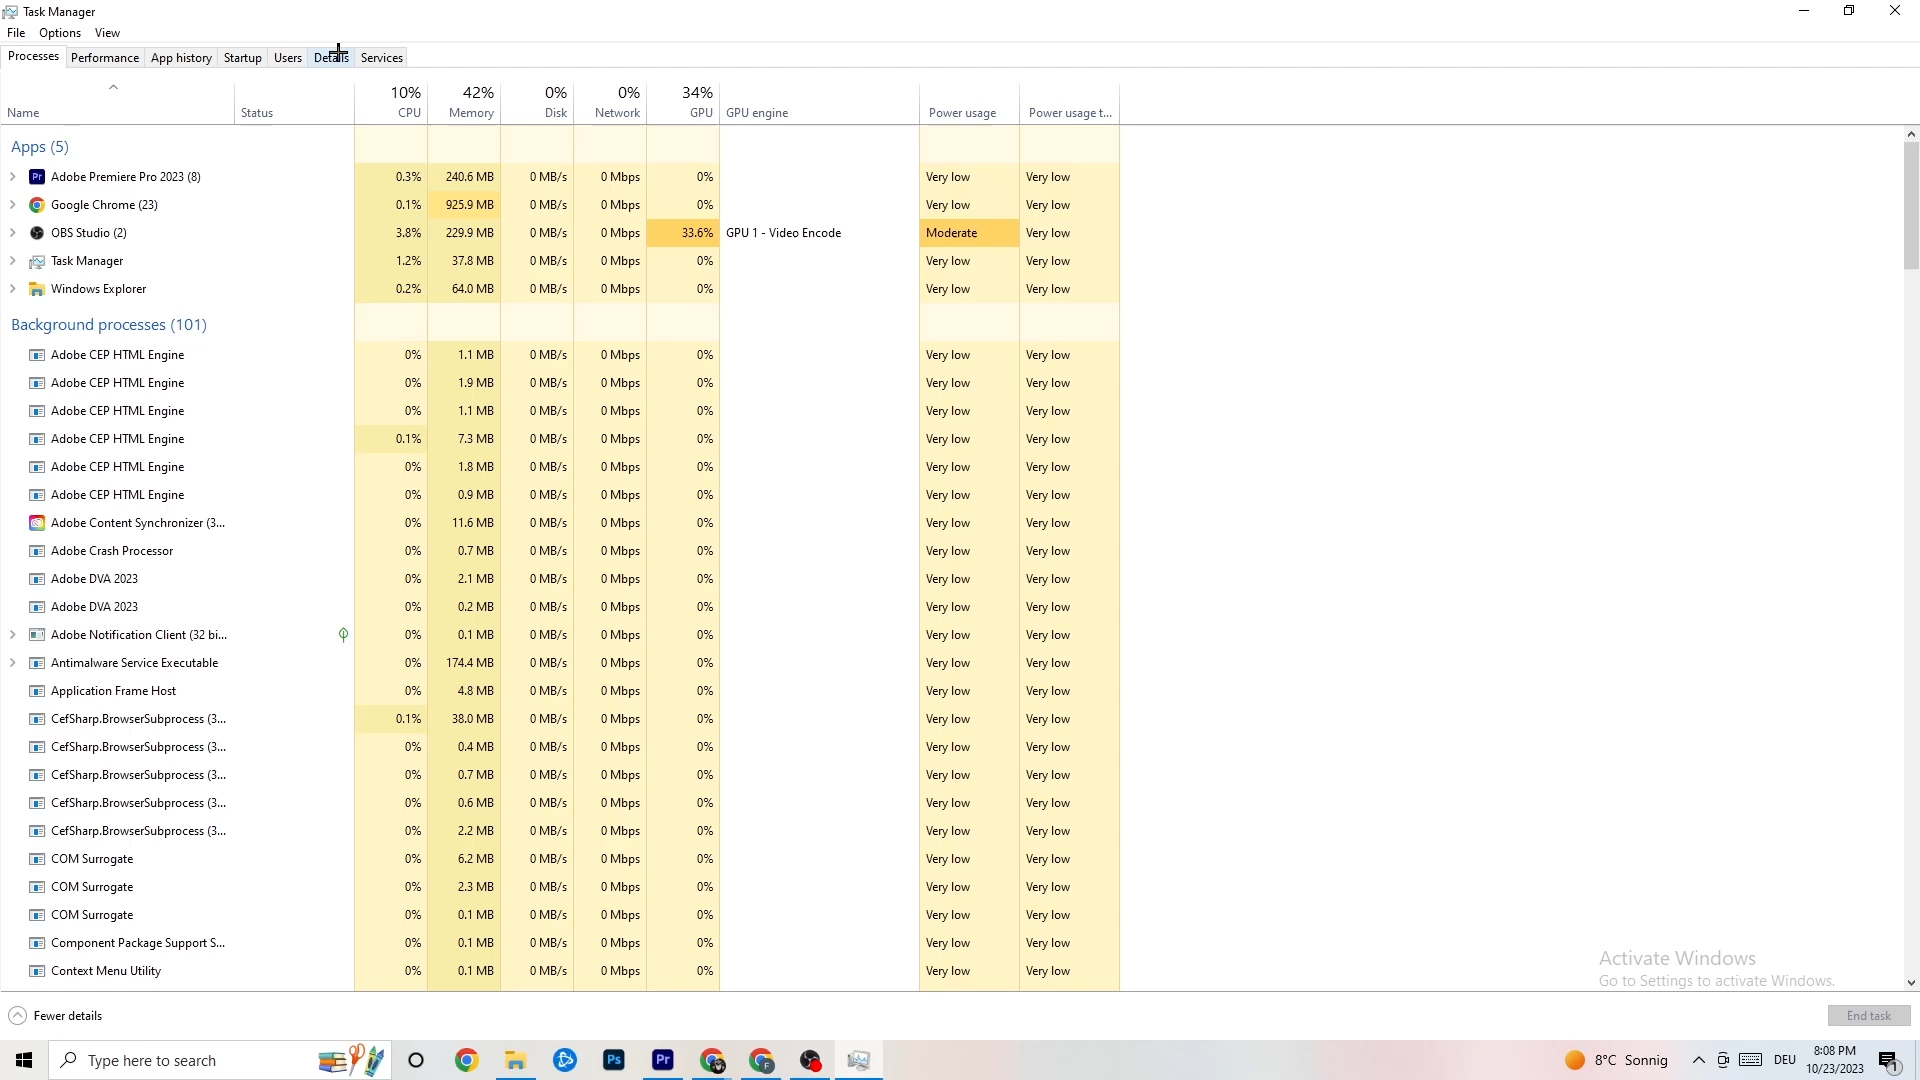 Task Manager
File Options View
Processes Performance App history Startup Users Details Services
10% 42% 0% 0% 34%
Name Status CPU Memory Disk Network GPU GPU engine Power usage Power usage t...
Apps (5)
Adobe Premiere Pro 2023 (8) 0.3% 240.6 MB 0 MB/s 0 Mbps 0% Very low Very low
Google Chrome (23) 0.1% 925.9 MB 0 MB/s 0 Mbps 0% Very low Very low
OBS Studio (2) 3.8% 229.9 MB 0 MB/s 0 Mbps 33.6% GPU 1 - Video Encode Moderate Very low
Task Manager 1.2% 37.8 MB 0 MB/s 0 Mbps 0% Very low Very low
Windows Explorer 0.2% 64.0 MB 0 MB/s 0 Mbps 0% Very low Very low
Background processes (101)
Adobe CEP HTML Engine 0% 1.1 MB 0 MB/s 0 Mbps 0% Very low Very low
Adobe CEP HTML Engine 0% 1.9 MB 0 MB/s 0 Mbps 0% Very low Very low
Adobe CEP HTML Engine 0% 1.1 MB 0 MB/s 0 Mbps 0% Very low Very low
Adobe CEP HTML Engine 0.1% 7.3 MB 0 MB/s 0 Mbps 0% Very low Very low
Adobe CEP HTML Engine 0% 1.8 MB 0 MB/s 0 Mbps 0% Very low Very low
Adobe CEP HTML Engine 0% 0.9 MB 0 MB/s 0 Mbps 0% Very low Very low
Adobe Content Synchronizer (3... 0% 11.6 MB 0 MB/s 0 Mbps 0% Very low Very low
Adobe Crash Processor 0% 0.7 MB 0 MB/s 0 Mbps 0% Very low Very low
Adobe DVA 2023 0% 2.1 MB 0 MB/s 0 Mbps 0% Very low Very low
Adobe DVA 2023 0% 0.2 MB 0 MB/s 0 Mbps 0% Very low Very low
Adobe Notification Client (32 bi... 0% 0.1 MB 0 MB/s 0 Mbps 0% Very low Very low
Antimalware Service Executable 0% 174.4 MB 0 MB/s 0 Mbps 0% Very low Very low
Application Frame Host 0% 4.8 MB 0 MB/s 0 Mbps 0% Very low Very low
CefSharp.BrowserSubprocess (3... 0.1% 38.0 MB 0 MB/s 0 Mbps 0% Very low Very low
CefSharp.BrowserSubprocess (3... 0% 0.4 MB 0 MB/s 0 Mbps 0% Very low Very low
CefSharp.BrowserSubprocess (3... 0% 0.7 MB 0 MB/s 0 Mbps 0% Very low Very low
CefSharp.BrowserSubprocess (3... 0% 0.6 MB 0 MB/s 0 Mbps 0% Very low Very low
CefSharp.BrowserSubprocess (3... 0% 2.2 MB 0 MB/s 0 Mbps 0% Very low Very low
COM Surrogate 0% 6.2 MB 0 MB/s 0 Mbps 0% Very low Very low
COM Surrogate 0% 2.3 MB 0 MB/s 0 Mbps 0% Very low Very low
COM Surrogate 0% 0.1 MB 0 MB/s 0 Mbps 0% Very low Very low
Component Package Support S... 0% 0.1 MB 0 MB/s 0 Mbps 0% Very low Very low
Context Menu Utility 0% 0.1 MB 0 MB/s 0 Mbps 0% Very low Very low
Activate Windows
Go to Settings to activate Windows.
Fewer details End task
Type here to search Ps Pr F 8°C Sonnig DEU 8:08 PM
10/23/2023 1